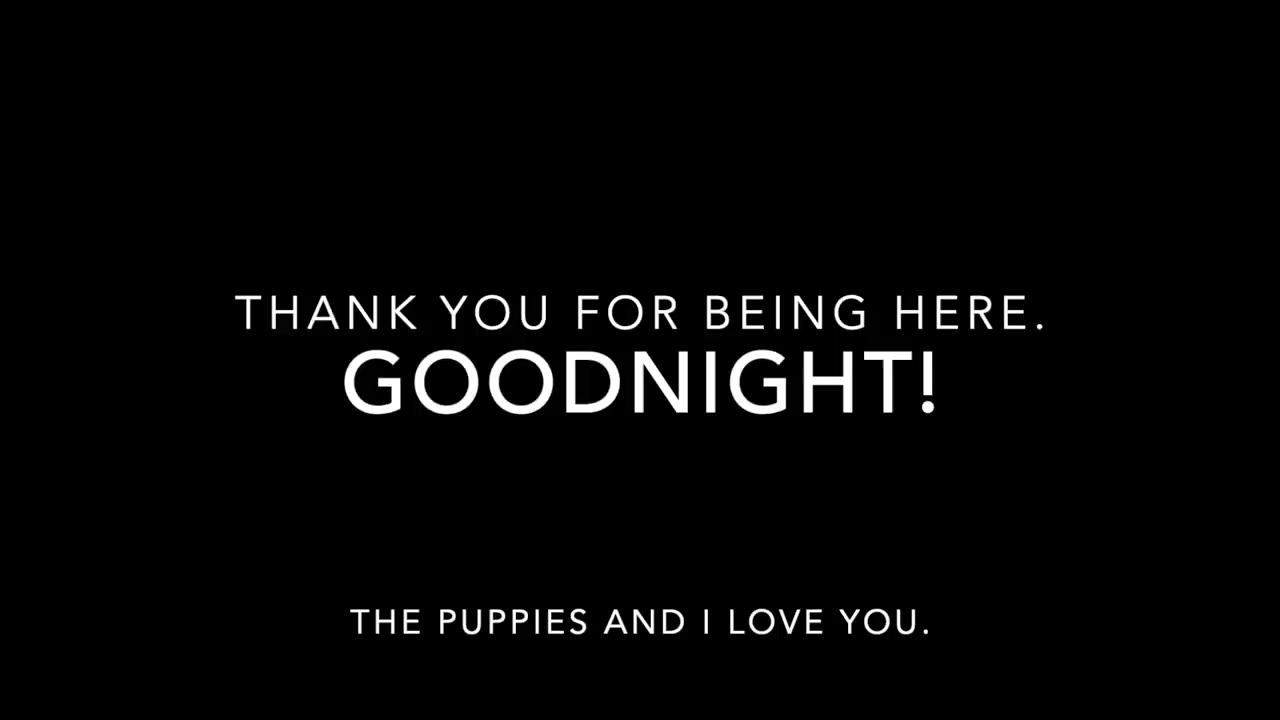 THANK YOU FOR BEING HERE.
GOODNIGHT!
THE PUPPIES AND I LOVE YOU.